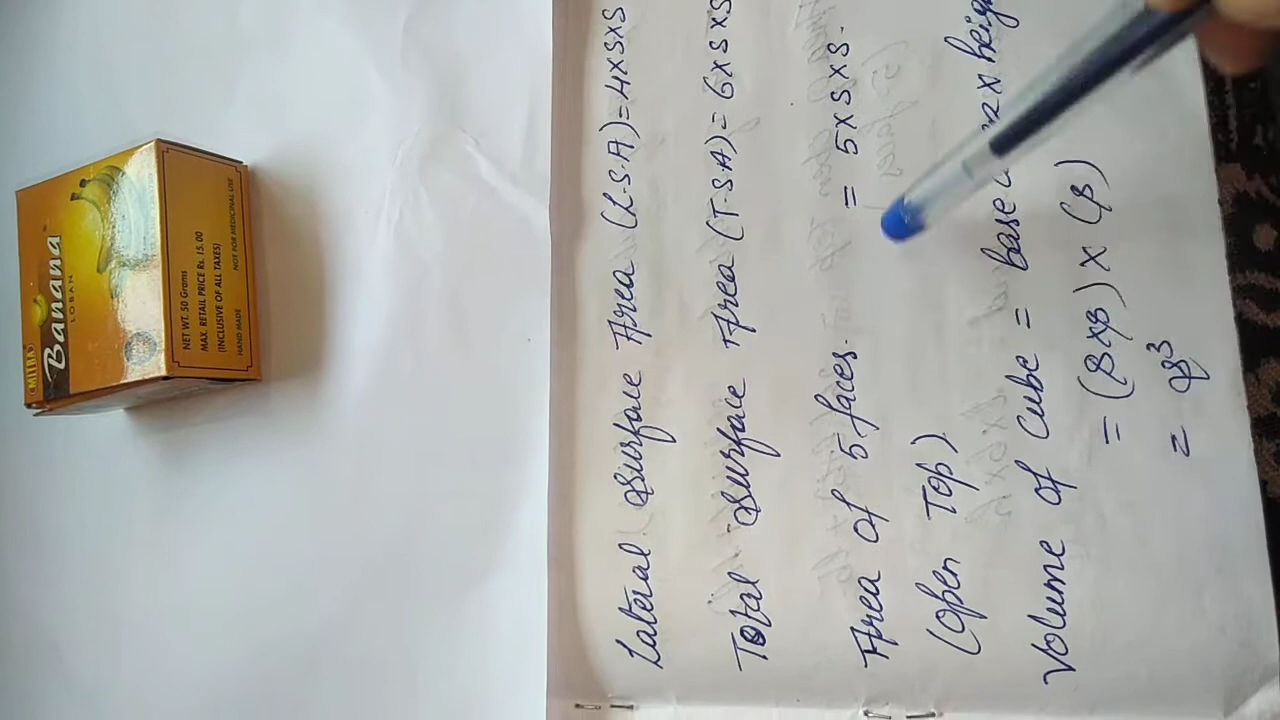 MITRA
Banana
LOBAN
NET WT. 50 Grams
MAX. RETAIL PRICE Rs. 15.00
(INCLUSIVE OF ALL TAXES)
HAND MADE NOT FOR MEDICINAL USE
Lateral Surface Area (L.S.A) = 4×S×S
Total Surface Area (T.S.A) = 6×S×S
Area of 5 faces. = 5×S×S.
(open Top)
Volume of cube = base × heigh
= (S×S) × (S)
= S³